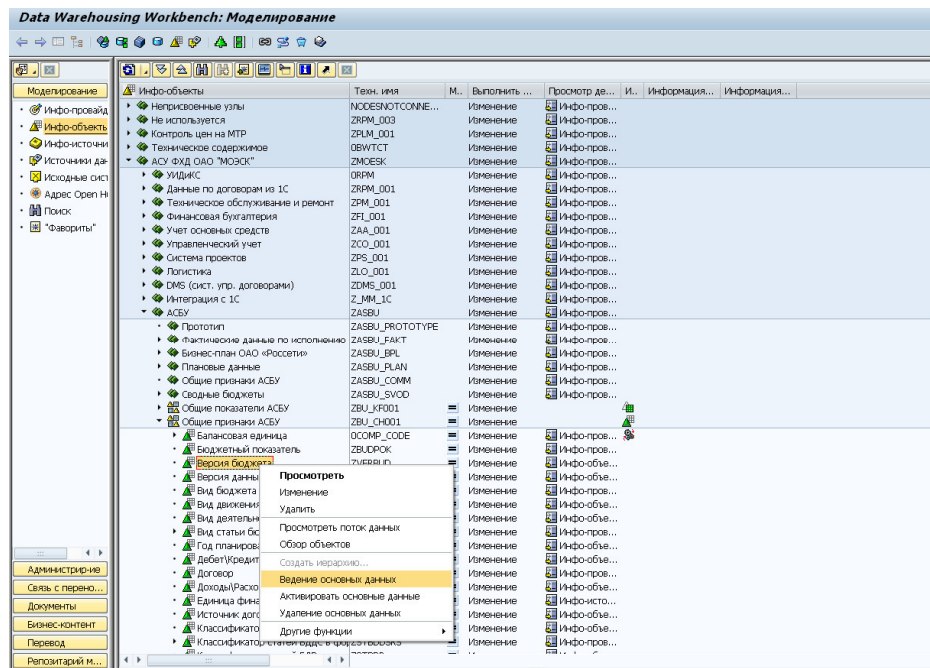 Data Warehousing Workbench: Моделирование
Моделирование
Инфо-провайд
Инфо-объекть
Инфо-источни
Источники дан
Исходные сист
Адрес Open H
Поиск
"Фавориты"
Администрир-ие
Связь с перено...
Документы
Бизнес-контент
Перевод
Репозитарий м...
Инфо-объекты Техн. имя М.. Выполнить ... Просмотр де... И.. Информация... Информация...
Неприсвоенные узлы NODESNOTCONNE... Изменение Инфо-пров...
Не используется ZRPM_003 Изменение Инфо-пров...
Контроль цен на МТР ZPLM_001 Изменение Инфо-пров...
Техническое содержимое 0BWTCT Изменение Инфо-пров...
АСУ ФХД ОАО "МОЭСК" ZMOESK Изменение Инфо-пров...
УИДиКС 0RPM Изменение Инфо-пров...
Данные по договорам из 1С ZRPM_001 Изменение Инфо-пров...
Техническое обслуживание и ремонт ZPM_001 Изменение Инфо-пров...
Финансовая бухгалтерия ZFI_001 Изменение Инфо-пров...
Учет основных средств ZAA_001 Изменение Инфо-пров...
Управленческий учет ZCO_001 Изменение Инфо-пров...
Система проектов ZPS_001 Изменение Инфо-пров...
Логистика ZLO_001 Изменение Инфо-пров...
DMS (сист. упр. договорами) ZDMS_001 Изменение Инфо-пров...
Интеграция с 1С Z_MM_1C Изменение Инфо-пров...
АСБУ ZASBU Изменение Инфо-пров...
Прототип ZASBU_PROTOTYPE Изменение Инфо-пров...
Фактические данные по исполнению ZASBU_FAKT Изменение Инфо-пров...
Бизнес-план ОАО «Россети» ZASBU_BPL Изменение Инфо-пров...
Плановые данные ZASBU_PLAN Изменение Инфо-пров...
Общие признаки АСБУ ZASBU_COMM Изменение Инфо-пров...
Сводные бюджеты ZASBU_SVOD Изменение Инфо-пров...
Общие показатели АСБУ ZBU_KF001 Изменение
Общие признаки АСБУ ZBU_CH001 Изменение
Балансовая единица 0COMP_CODE Изменение Инфо-пров...
Бюджетный показатель ZBUDPOK Изменение Инфо-пров...
Версия бюджета ZVERBUD Изменение Инфо-объе...
Версия данны Изменение Инфо-объе...
Вид бюджета Изменение Инфо-пров...
Вид движения Изменение Инфо-объе...
Вид деятельн Изменение Инфо-объе...
Вид статьи бю Изменение Инфо-пров...
Год планирова Изменение Инфо-объе...
Дебет\Кредит Изменение Инфо-объе...
Договор Изменение Инфо-пров...
Доходы\Расхо Изменение Инфо-объе...
Единица фина Изменение Инфо-исто...
Источник дого Изменение Инфо-объе...
Классификато Изменение Инфо-объе...
Классификатор статей БДДС в фор Изменение Инфо-пров...
Просмотреть
Изменение
Удалить
Просмотреть поток данных
Обзор объектов
Создать иерархию...
Ведение основных данных
Активировать основные данные
Удаление основных данных
Другие функции